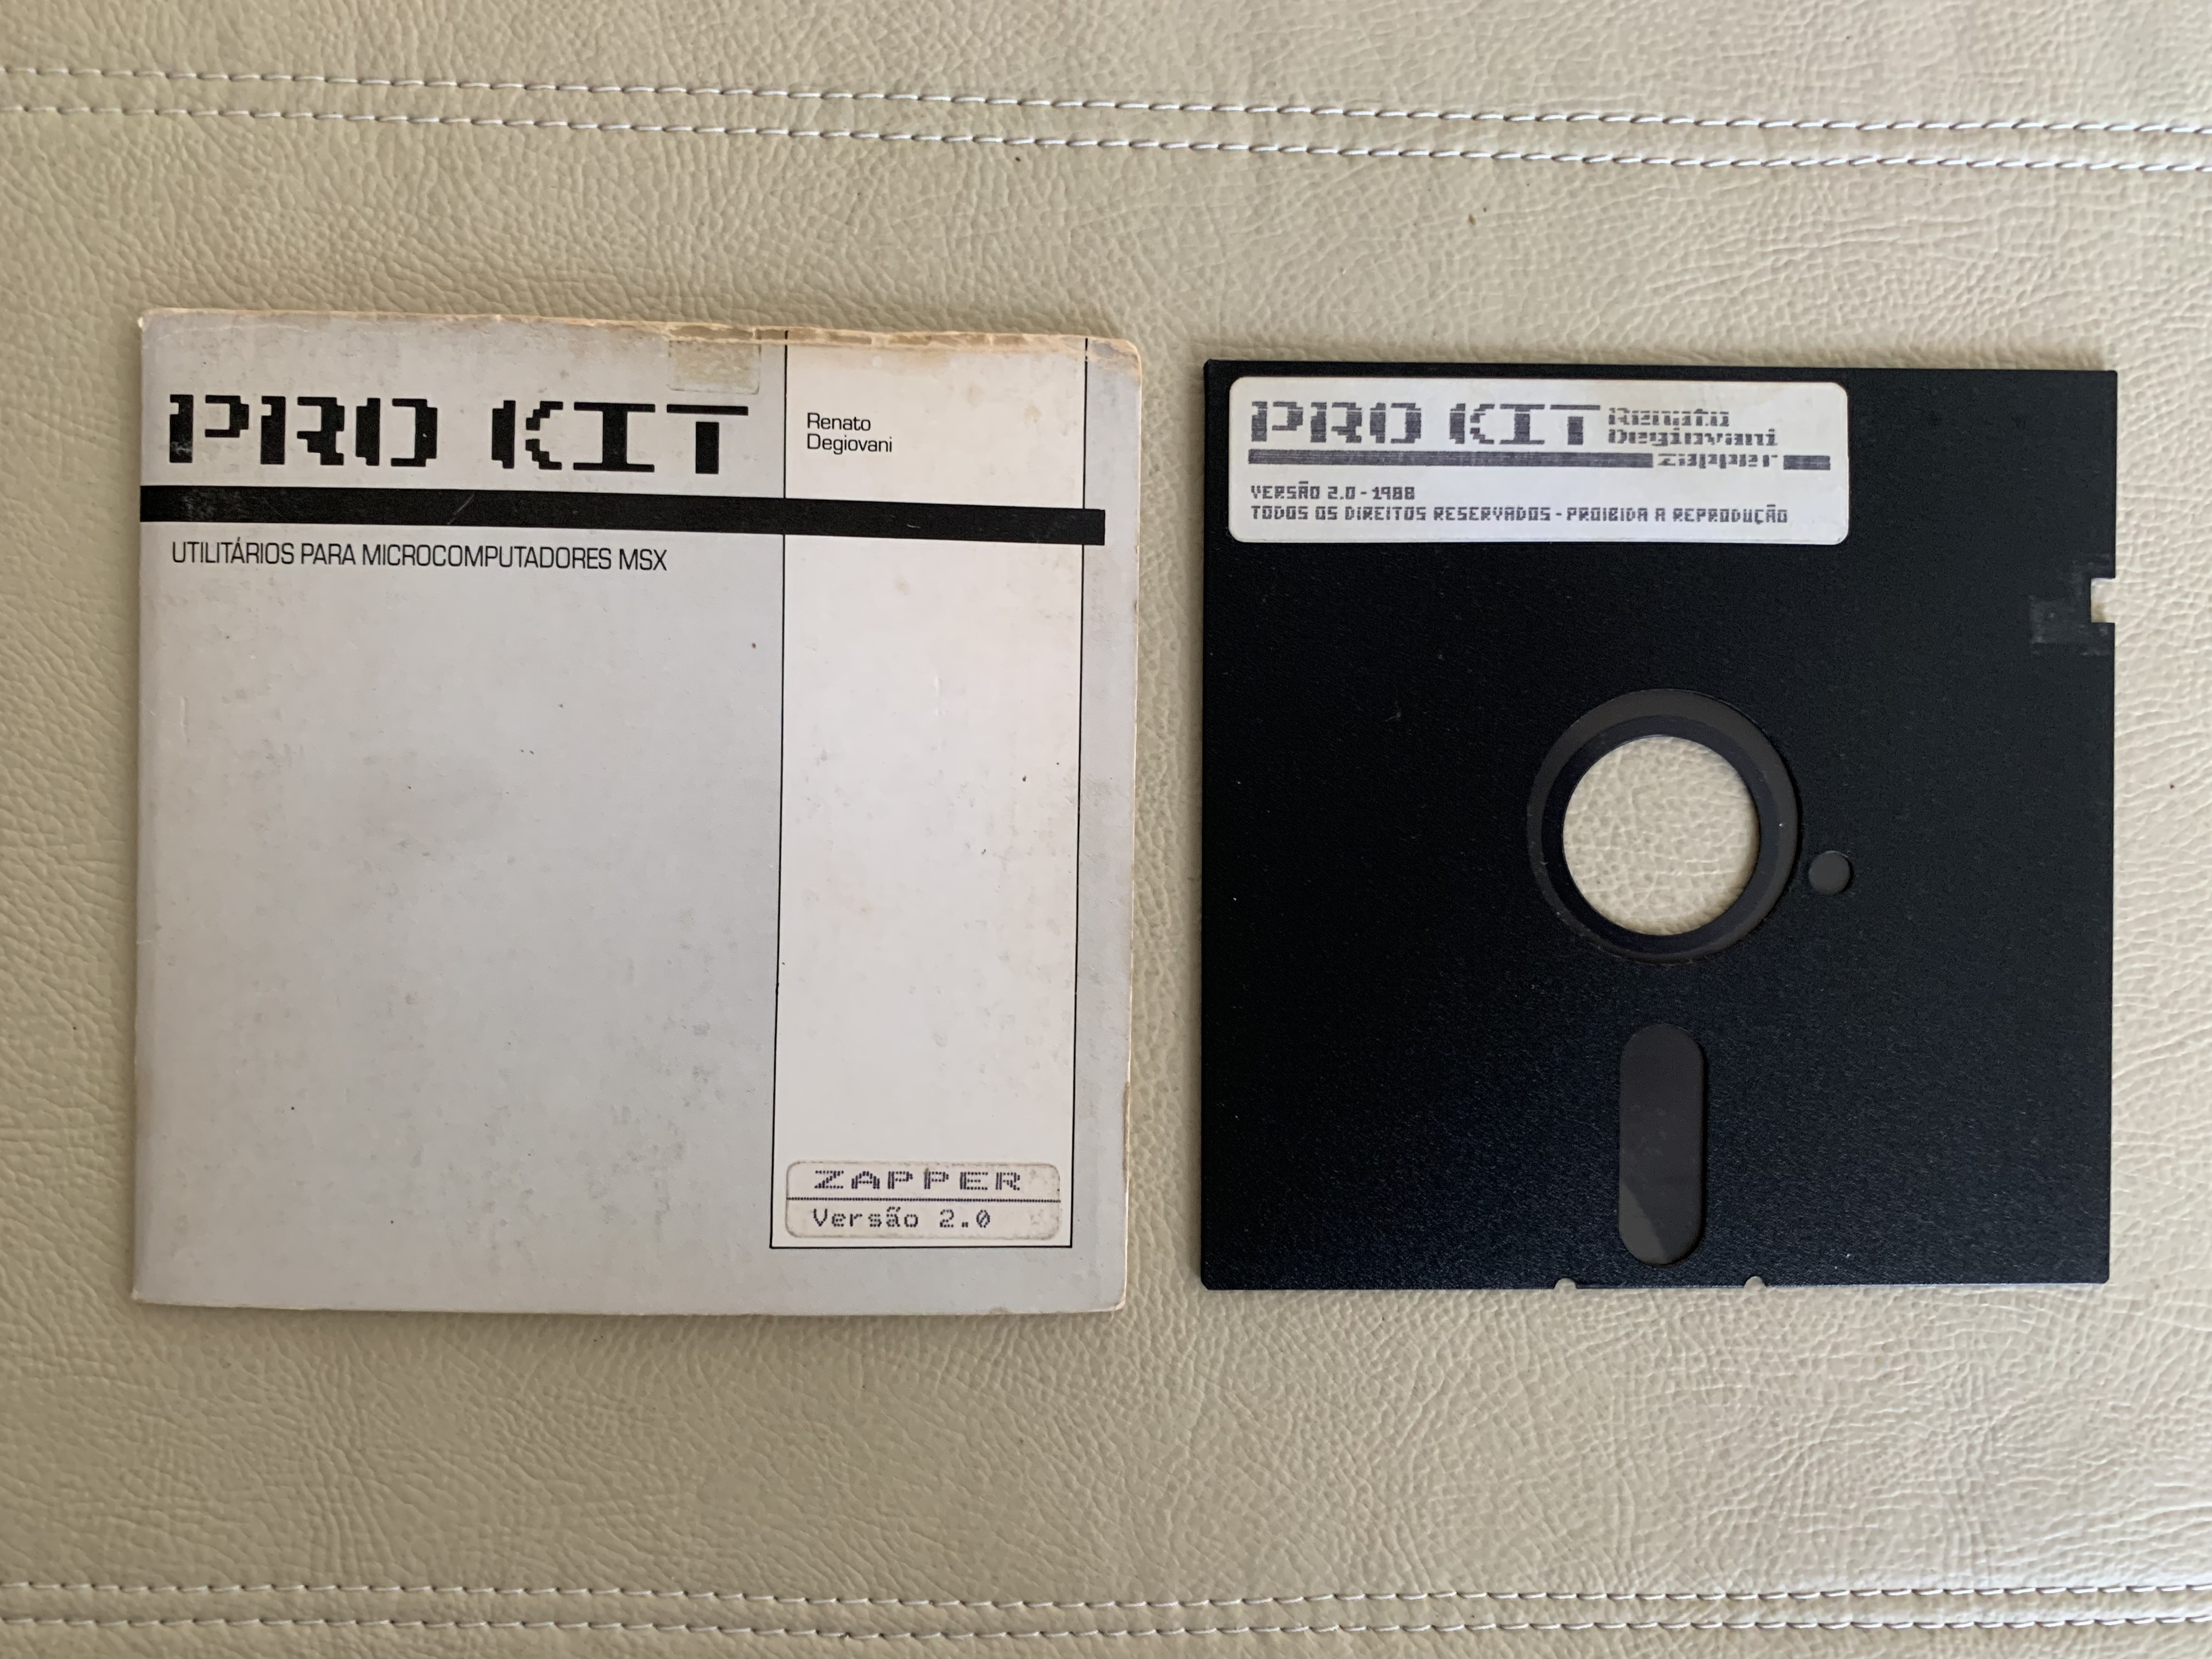 PRO KIT
Renato
Degiovani
UTILITÁRIOS PARA MICROCOMPUTADORES MSX
ZAPPER
Versão 2.0
PRO KIT
Renato
Degiovani
Zapper
VERSÃO 2.0 - 1988
TODOS OS DIREITOS RESERVADOS - PROIBIDA A REPRODUÇÃO